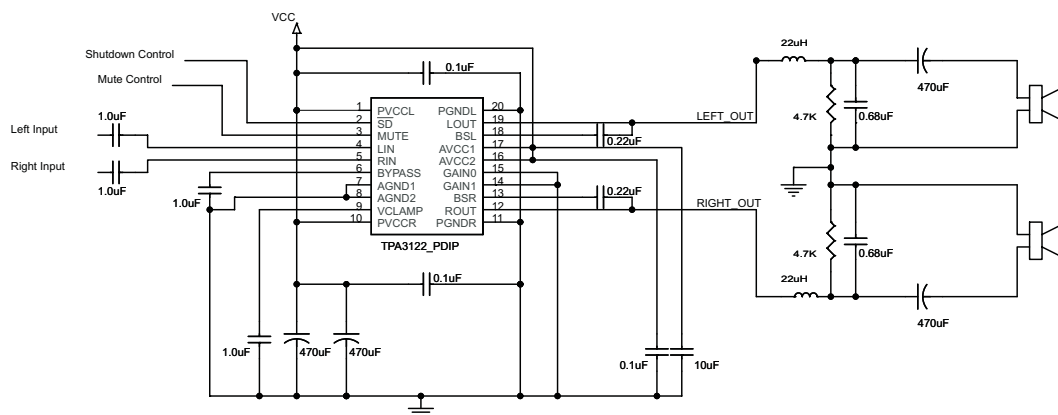 VCC
Shutdown Control
Mute Control
1.0uF
Left Input
Right Input
1.0uF
0.1uF
1 PVCCL PGNDL 20
2 SD LOUT 19
3 MUTE BSL 18
4 LIN AVCC1 17
5 RIN AVCC2 16
6 BYPASS GAIN0 15
7 AGND1 GAIN1 14
8 AGND2 BSR 13
9 VCLAMP ROUT 12
10 PVCCR PGNDR 11
TPA3122_PDIP
1.0uF
0.22uF
0.22uF
LEFT_OUT
RIGHT_OUT
22uH
4.7K
0.68uF
470uF
4.7K
0.68uF
22uH
470uF
0.1uF
1.0uF
470uF
470uF
0.1uF
10uF